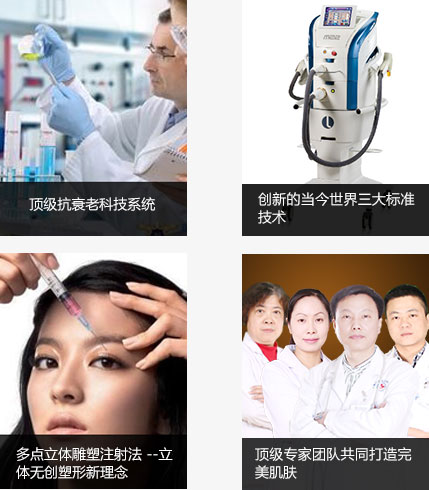 顶级抗衰老科技系统
创新的当今世界三大标准
技术
多点立体雕塑注射法 --立
体无创塑形新理念
顶级专家团队共同打造完
美肌肤